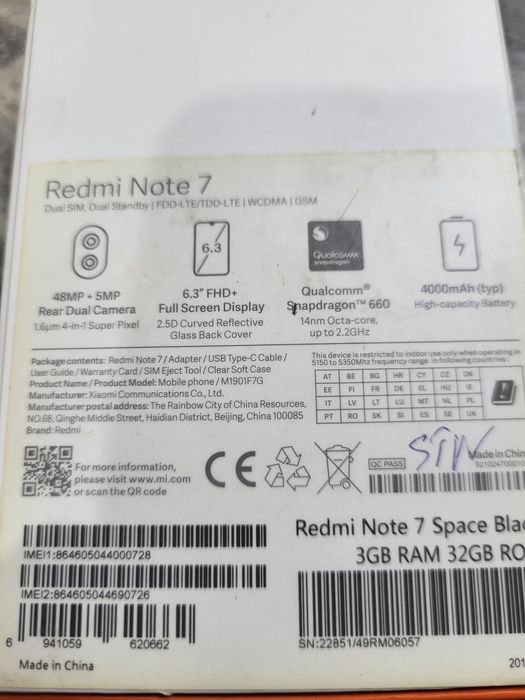 Redmi Note 7
Dual SIM, Dual Standby | FDD-LTE/TDD-LTE | WCDMA | GSM
6.3
Qualcomm
snapdragon
48MP + 5MP
Rear Dual Camera
1.6μm 4-in-1 Super Pixel
6.3" FHD+
Full Screen Display
2.5D Curved Reflective
Glass Back Cover
Qualcomm®
Snapdragon™ 660
14nm Octa-core,
up to 2.2GHz
4000mAh (typ)
High-capacity Battery
Package contents: Redmi Note 7 / Adapter / USB Type-C Cable /
User Guide / Warranty Card / SIM Eject Tool / Clear Soft Case
Product Name / Product Model: Mobile phone / M1901F7G
Manufacturer: Xiaomi Communications Co., Ltd.
Manufacturer postal address: The Rainbow City of China Resources,
NO.68, Qinghe Middle Street, Haidian District, Beijing, China 100085
Brand: Redmi
This device is restricted to indoor use only when operating in
5150 to 5350Mhz frequency range in following countries:
AT BE BG HR CY CZ DK
EE FI FR DE EL HU IE
IT LV LT LU MT NL PL
PT RO SK SI ES SE UK
For more information,
please visit www.mi.com
or scan the QR code
CE
QC PASS
Made in Chin
Redmi Note 7 Space Blac
3GB RAM 32GB RO
IMEI1:864605044000728
IMEI2:864605044690726
6 941059 620662
SN:22851/49RM06057
Made in China
201